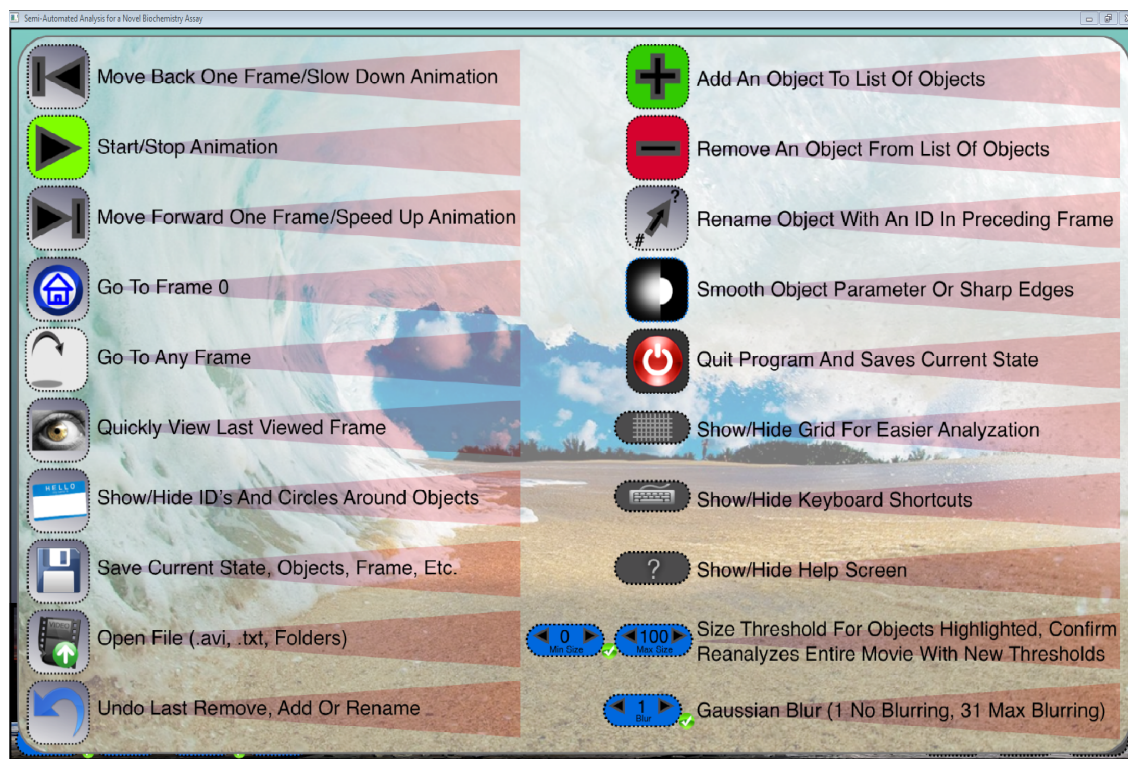 Semi-Automated Analysis for a Novel Biochemistry Assay
Move Back One Frame/Slow Down Animation
Start/Stop Animation
Move Forward One Frame/Speed Up Animation
Go To Frame 0
Go To Any Frame
Quickly View Last Viewed Frame
HELLO
Show/Hide ID's And Circles Around Objects
Save Current State, Objects, Frame, Etc.
VIDEO
Open File (.avi, .txt, Folders)
Undo Last Remove, Add Or Rename
Add An Object To List Of Objects
Remove An Object From List Of Objects
?
#
Rename Object With An ID In Preceding Frame
Smooth Object Parameter Or Sharp Edges
Quit Program And Saves Current State
Show/Hide Grid For Easier Analyzation
Show/Hide Keyboard Shortcuts
?
Show/Hide Help Screen
0
Min Size
100
Max Size
Size Threshold For Objects Highlighted, Confirm
Reanalyzes Entire Movie With New Thresholds
1
Blur
Gaussian Blur (1 No Blurring, 31 Max Blurring)